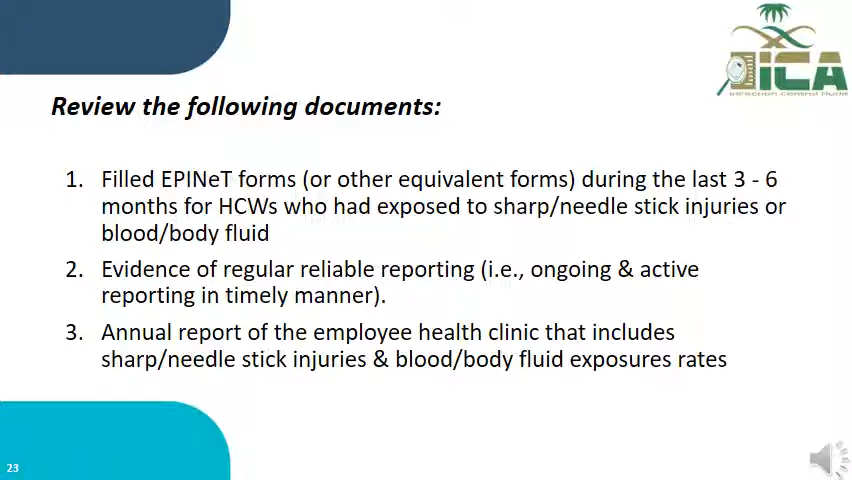 iCA
Infection Control Audit
Review the following documents:
1. Filled EPINeT forms (or other equivalent forms) during the last 3 - 6
months for HCWs who had exposed to sharp/needle stick injuries or
blood/body fluid
2. Evidence of regular reliable reporting (i.e., ongoing & active
reporting in timely manner).
3. Annual report of the employee health clinic that includes
sharp/needle stick injuries & blood/body fluid exposures rates
23